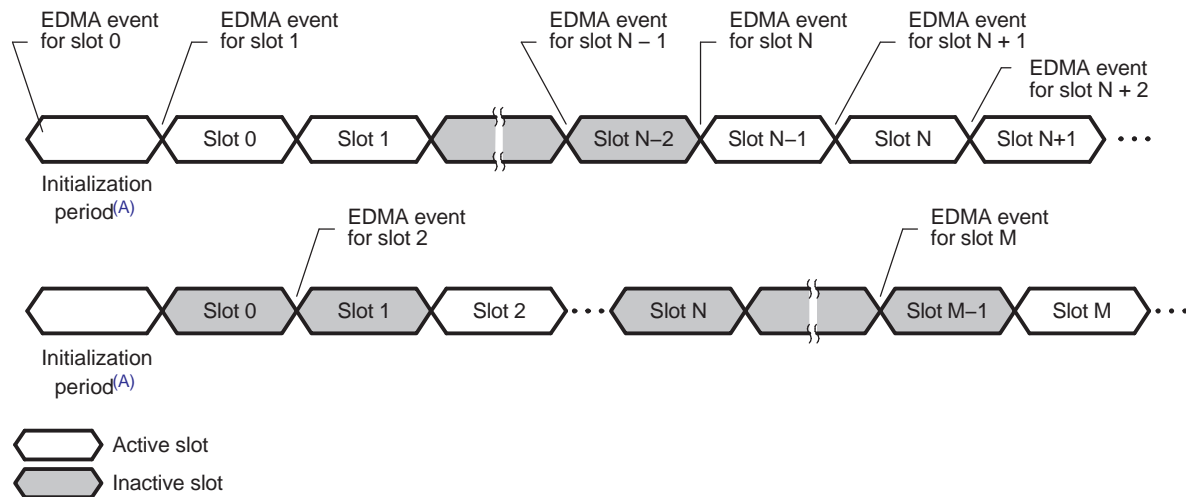 EDMA event
for slot 0
EDMA event
for slot 1
EDMA event
for slot N – 1
EDMA event
for slot N
EDMA event
for slot N + 1
EDMA event
for slot N + 2
Slot 0
Slot 1
Slot N–2
Slot N–1
Slot N
Slot N+1
Initialization
period(A)
EDMA event
for slot 2
EDMA event
for slot M
Slot 0
Slot 1
Slot 2
Slot N
Slot M–1
Slot M
Initialization
period(A)
Active slot
Inactive slot